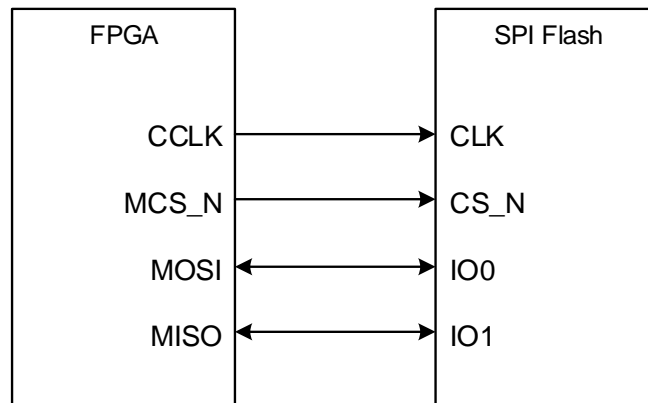 FPGA SPI Flash
CCLK CLK
MCS_N CS_N
MOSI IO0
MISO IO1